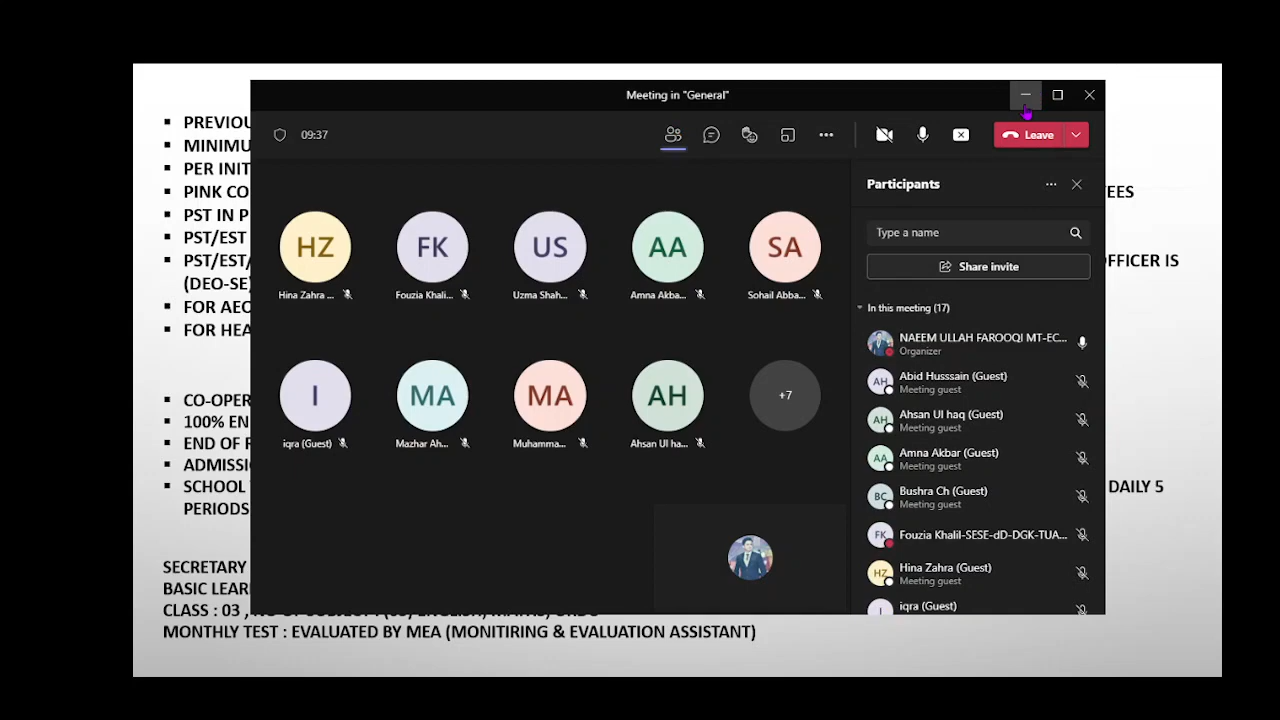 Meeting in "General"
09:37
Leave
PREVIOU
MINIMU
PER INIT
PINK CO
TEES
PST IN P
PST/EST
PST/EST/
OFFICER IS
(DEO-SE)
FOR AEO
FOR HEA
CO-OPER
100% EN
END OF R
ADMISSI
SCHOOL
DAILY 5
PERIODS
SECRETARY
BASIC LEAR
CLASS : 03
MONTHLY TEST : EVALUATED BY MEA (MONITIRING & EVALUATION ASSISTANT)
HZ
FK
US
AA
SA
Hina Zahra ...
Fouzia Khali...
Uzma Shah...
Amna Akba...
Sohail Abba...
I
MA
MA
AH
+7
iqra (Guest)
Mazhar Ah...
Muhamma...
Ahsan Ul ha...
Participants
Type a name
Share invite
In this meeting (17)
NAEEM ULLAH FAROOQI MT-EC...
Organizer
AH
Abid Husssain (Guest)
Meeting guest
AH
Ahsan Ul haq (Guest)
Meeting guest
AA
Amna Akbar (Guest)
Meeting guest
BC
Bushra Ch (Guest)
Meeting guest
FK
Fouzia Khalil-SESE-dD-DGK-TUA...
HZ
Hina Zahra (Guest)
Meeting guest
I
iqra (Guest)